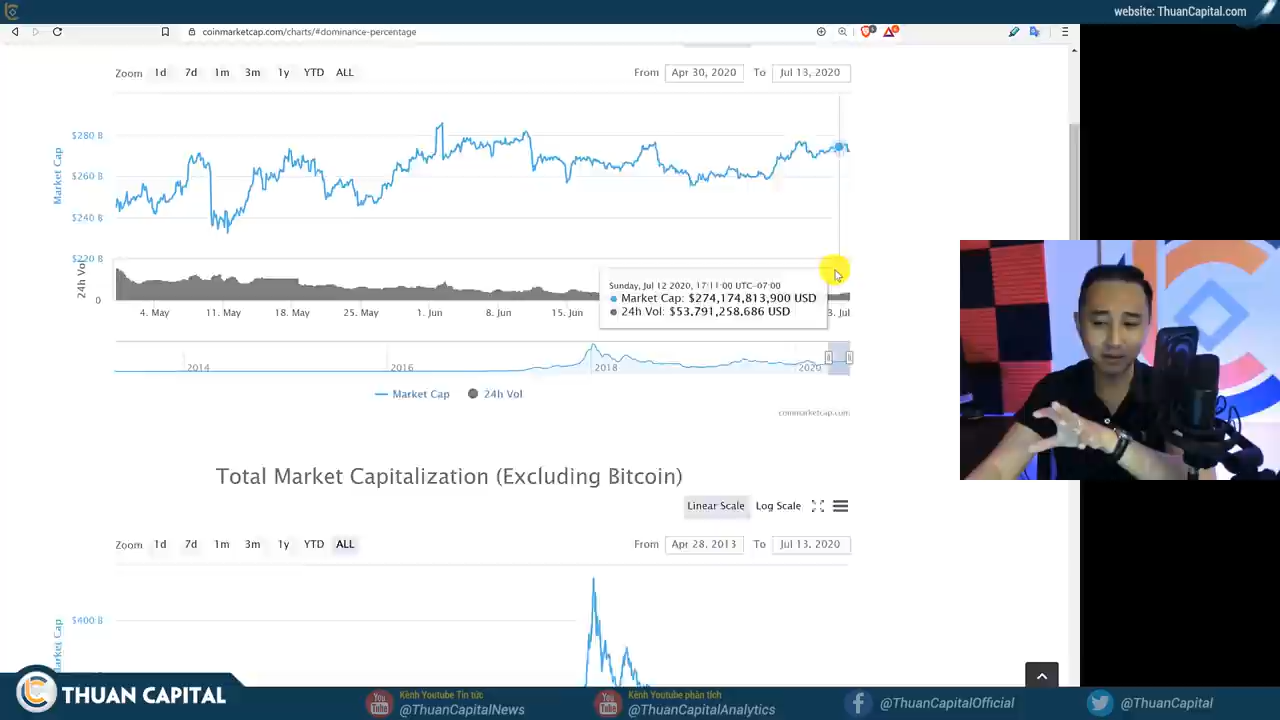 website: ThuanCapital.com
coinmarketcap.com/charts/#dominance-percentage
Zoom 1d 7d 1m 3m 1y YTD ALL
From Apr 30, 2020 To Jul 13, 2020
$280 B
$260 B
$240 B
$220 B
0
Market Cap
24h Vol
Sunday, Jul 12 2020, 17:11:00 UTC-07:00
Market Cap: $274,174,813,900 USD
24h Vol: $53,791,258,686 USD
4. May 11. May 18. May 25. May 1. Jun 8. Jun 15. Jun 3. Jul
2014 2016 2018 2020
Market Cap 24h Vol
coinmarketcap.com
Total Market Capitalization (Excluding Bitcoin)
Linear Scale Log Scale
Zoom 1d 7d 1m 3m 1y YTD ALL
From Apr 28, 2013 To Jul 13, 2020
$400 B
Market Cap
THUAN CAPITAL
You Tube
Kênh Youtube Tin tức
@ThuanCapitalNews
You Tube
Kênh Youtube phân tích
@ThuanCapitalAnalytics
@ThuanCapitalOfficial
@ThuanCapital